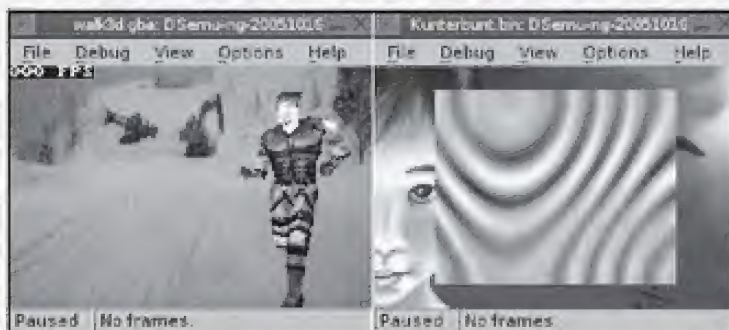 walk3d.gba: DSemu-ng-20051016
File Debug View Options Help
000 FPS
Paused No frames.
Kunterbunt.bin: DSemu-ng-20051016
File Debug View Options Help
Paused No frames.